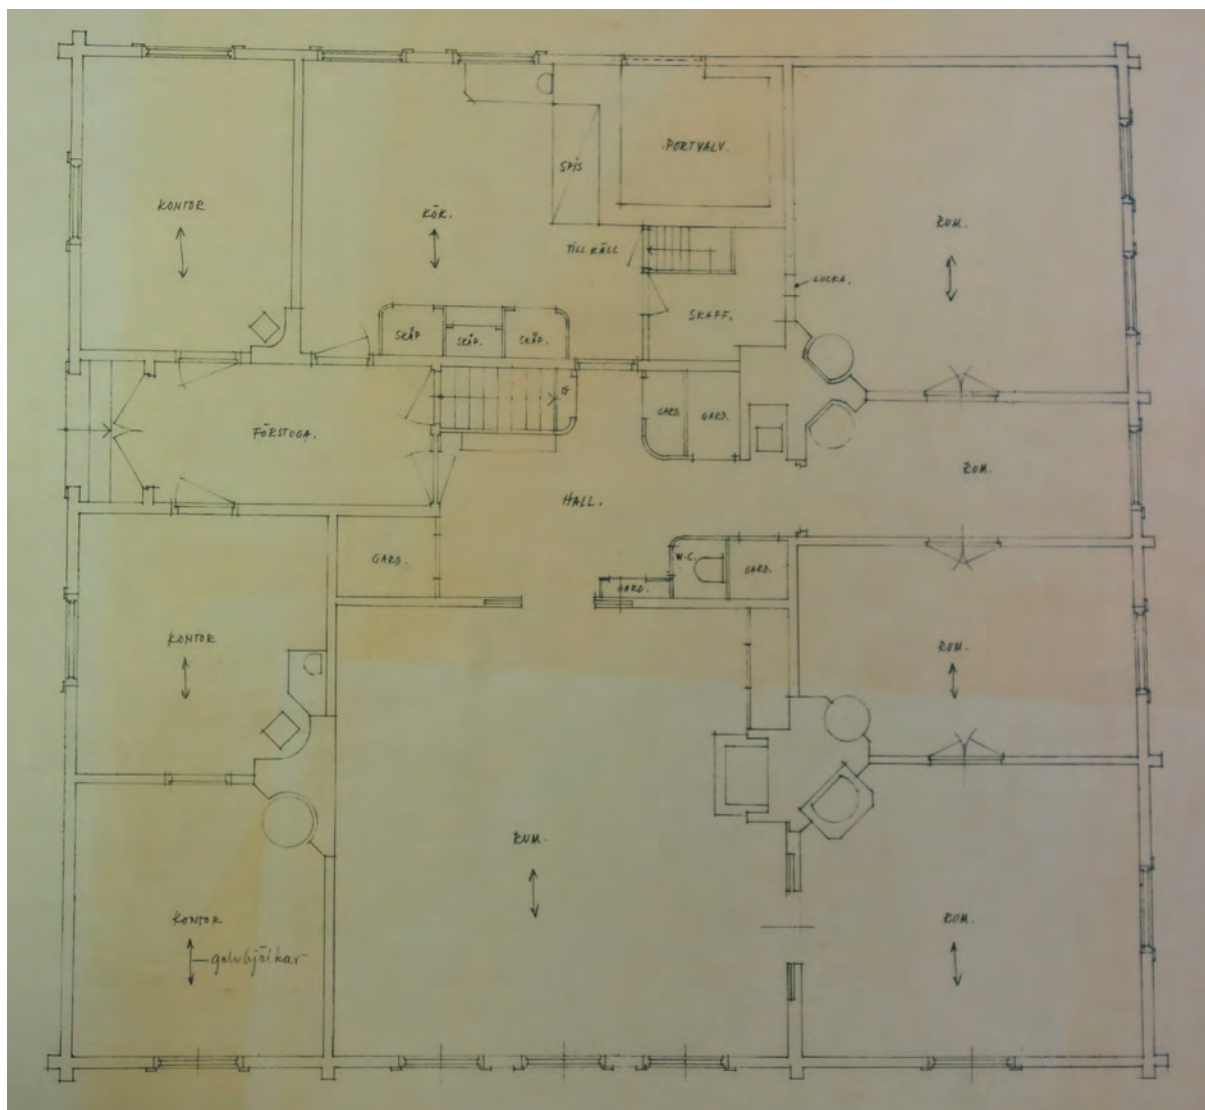 PORTVALV.
SPIS
KONTOR
KÖK.
RUM.
TILL KÄLL
LUCKA.
SKAFF.
SKÅP
SKÅP.
SKÅP.
GARD.
GARD.
FÖRSTUGA.
RUM.
HALL.
GARD.
W.C.
GARD.
GARD.
KONTOR
RUM.
RUM.
KONTOR
RUM.
golvbjälkar